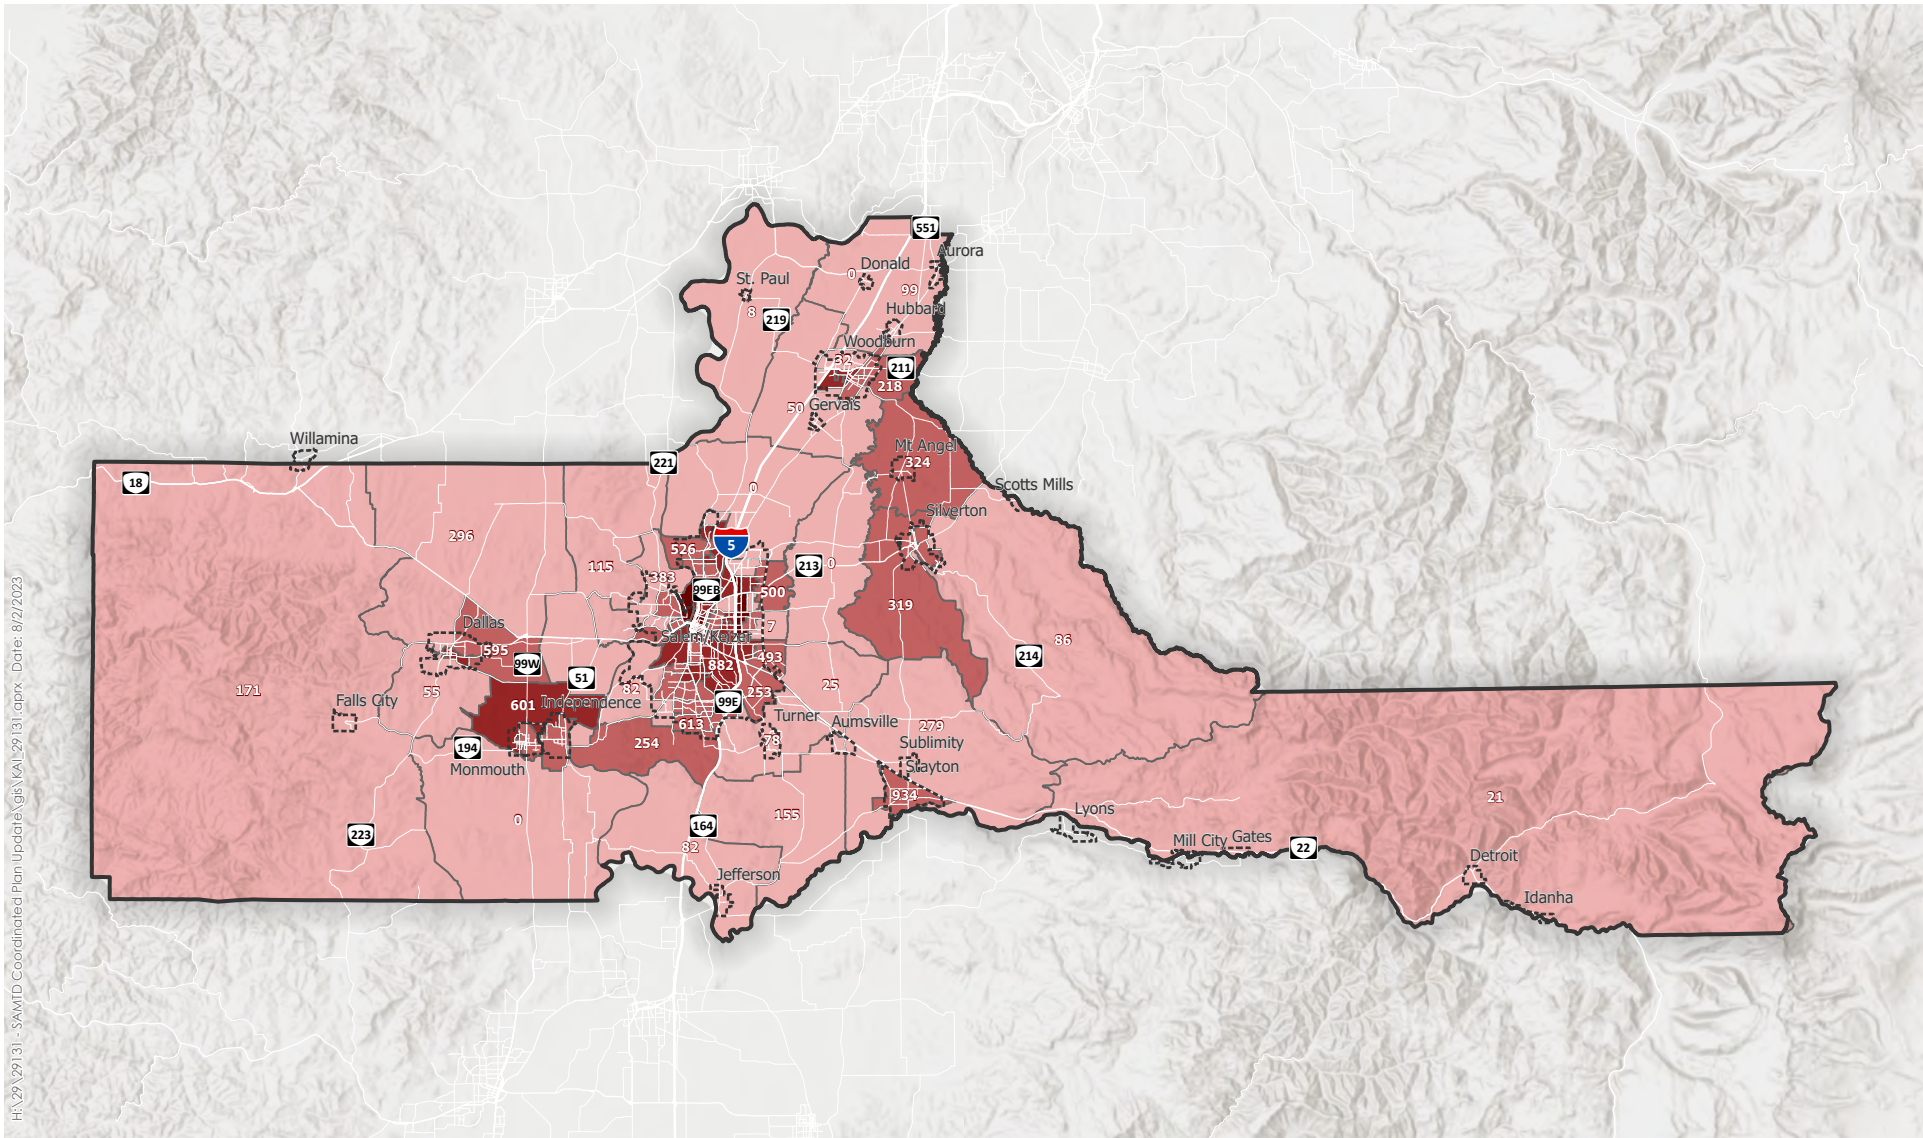 551
Aurora
Donald
0
St. Paul
99
8
219
Hubbard
Woodburn
32
211
218
50
Gervais
Willamina
221
Mt Angel
324
18
0
Scotts Mills
Silverton
296
5
526
115
383
213
0
99EB
500
319
Dallas
7
Salem/Keizer
86
595
99W
882
493
214
51
171
55
82
25
253
99E
Falls City
601
Independence
613
Turner
Aumsville
279
194
254
78
Sublimity
Monmouth
Stayton
934
21
Lyons
0
155
164
223
82
Mill City
Gates
22
Detroit
Jefferson
Idanha
H:\29\29131 - SAMTD Coordinated Plan Update\gis\KAI_29131.aprx Date: 8/2/2023